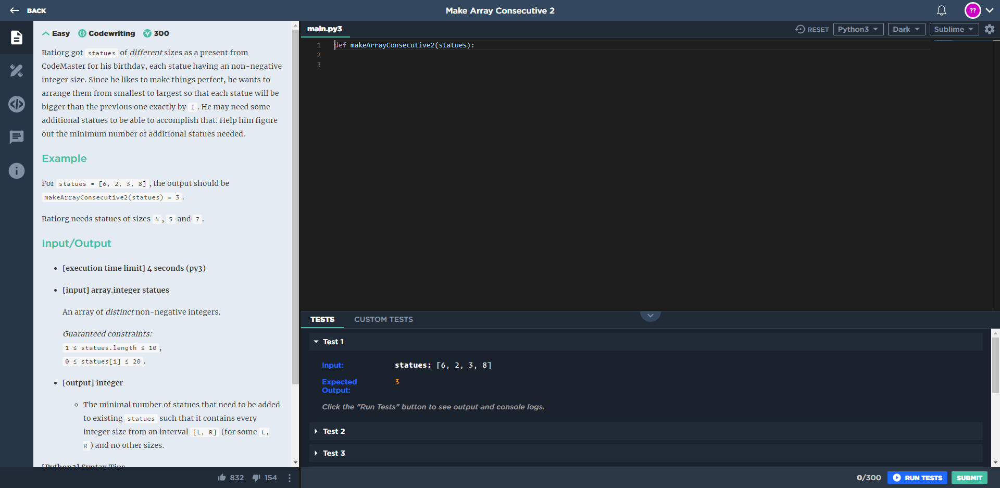 BACK
Make Array Consecutive 2
??
Easy Codewriting 300
Ratiorg got statues of different sizes as a present from
CodeMaster for his birthday, each statue having an non-negative
integer size. Since he likes to make things perfect, he wants to
arrange them from smallest to largest so that each statue will be
bigger than the previous one exactly by 1. He may need some
additional statues to be able to accomplish that. Help him figure
out the minimum number of additional statues needed.
Example
For statues = [6, 2, 3, 8], the output should be
makeArrayConsecutive2(statues) = 3.
Ratiorg needs statues of sizes 4, 5 and 7.
Input/Output
• [execution time limit] 4 seconds (py3)
• [input] array.integer statues
An array of distinct non-negative integers.
Guaranteed constraints:
1 ≤ statues.length ≤ 10,
0 ≤ statues[i] ≤ 20.
• [output] integer
◦ The minimal number of statues that need to be added
to existing statues such that it contains every
integer size from an interval [L, R] (for some L,
R) and no other sizes.
[Python3] Syntax Tips
832 154
main.py3
RESET Python3 Dark Sublime
1 def makeArrayConsecutive2(statues):
2
3
TESTS CUSTOM TESTS
Test 1
Input: statues: [6, 2, 3, 8]
Expected 3
Output:
Click the "Run Tests" button to see output and console logs.
Test 2
Test 3
0/300 RUN TESTS SUBMIT